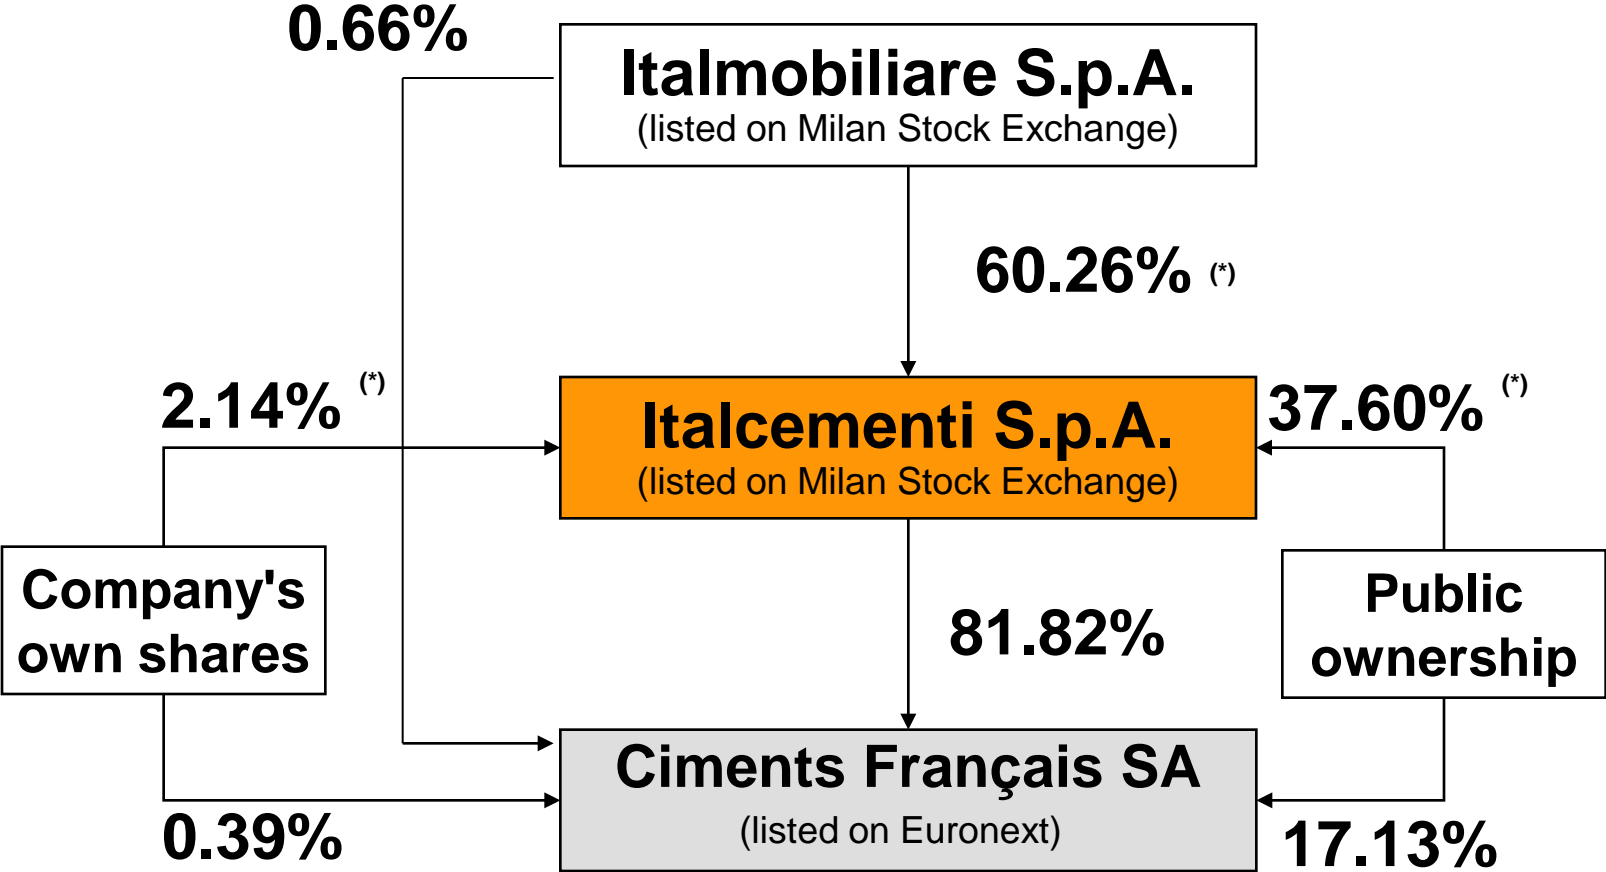 0.66%
Italmobiliare S.p.A.
(listed on Milan Stock Exchange)
60.26% (*)
2.14% (*)
Italcementi S.p.A.
(listed on Milan Stock Exchange)
37.60% (*)
Company's
own shares
81.82%
Public
ownership
Ciments Français SA
(listed on Euronext)
0.39%
17.13%